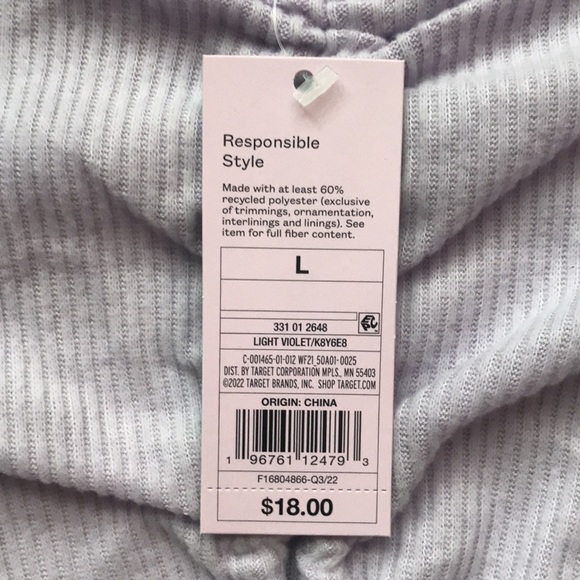 Responsible
Style
Made with at least 60%
recycled polyester (exclusive
of trimmings, ornamentation,
interlinings and linings). See
item for full fiber content.
L
331 01 2648
LIGHT VIOLET/K8Y6E8
C-001465-01-012 WF21_50A01-0025
DIST. BY TARGET CORPORATION MPLS., MN 55403
©2022 TARGET BRANDS, INC. SHOP TARGET.COM
ORIGIN: CHINA
1 96761 12479 3
F16804866-Q3/22
$18.00